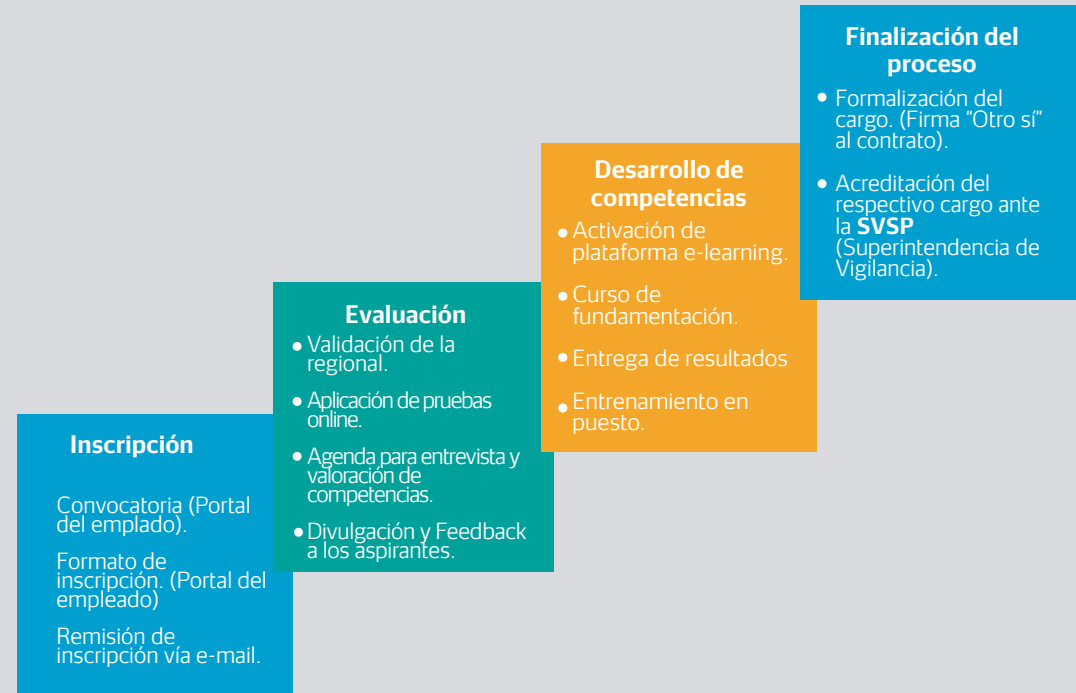 Inscripción
Convocatoria (Portal
del emplado).
Formato de
inscripción. (Portal del
empleado)
Remisión de
inscripción vía e-mail.
Evaluación
• Validación de la
regional.
• Aplicación de pruebas
online.
• Agenda para entrevista y
valoración de
competencias.
• Divulgación y Feedback
a los aspirantes.
Desarrollo de
competencias
• Activación de
plataforma e-learning.
• Curso de
fundamentación.
• Entrega de resultados
• Entrenamiento en
puesto.
Finalización del
proceso
• Formalización del
cargo. (Firma "Otro sí"
al contrato).
• Acreditación del
respectivo cargo ante
la SVSP
(Superintendencia de
Vigilancia).